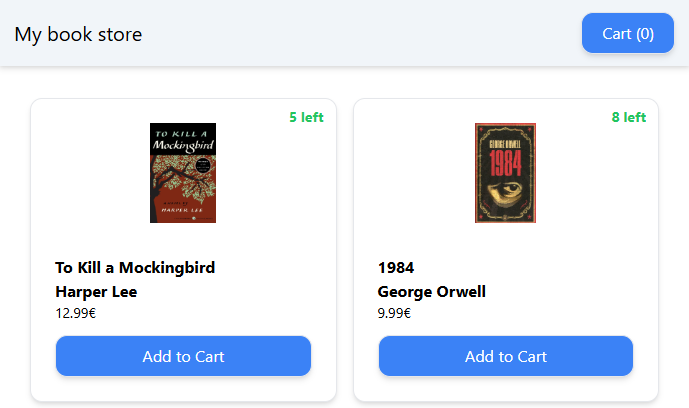 My book store
Cart (0)
5 left
TO KILL A
Mockingbird
HARPER LEE
To Kill a Mockingbird
Harper Lee
12.99€
Add to Cart
8 left
GEORGE ORWELL
1984
1984
George Orwell
9.99€
Add to Cart